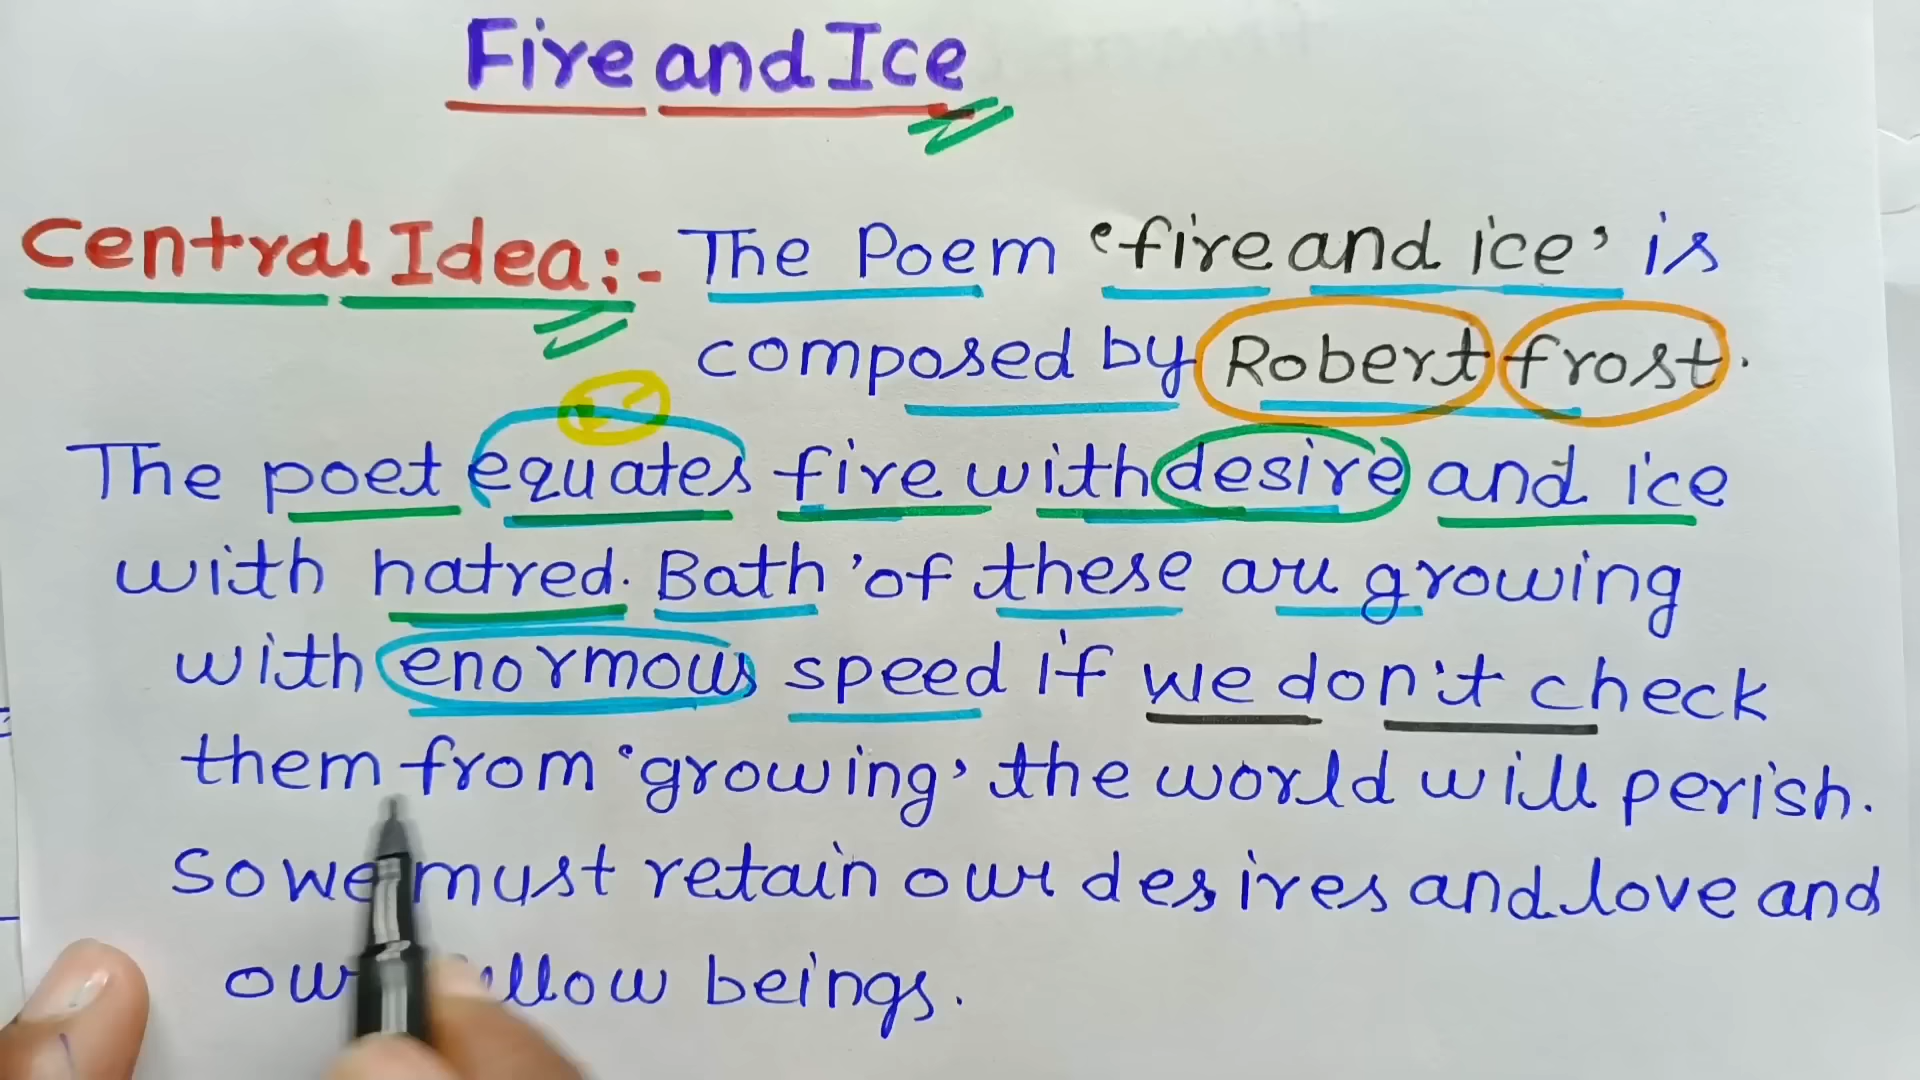 Fire and Ice
Central Idea:- The Poem 'fire and ice' is
composed by Robert frost.
The poet equates fire with desire and ice
with hatred. Bath 'of these are growing
with enormous speed if we don't check
them from 'growing' the world will perish.
So we must retain our desires and love and
beings.